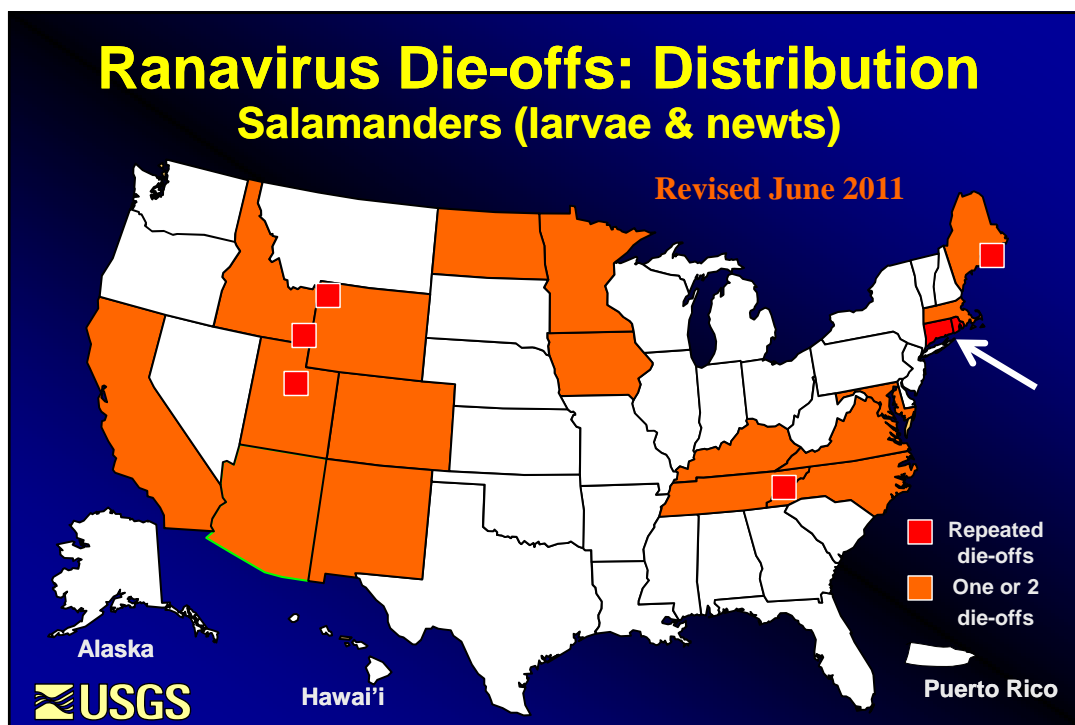 Ranavirus Die-offs: Distribution
Salamanders (larvae & newts)
Revised June 2011
Repeated
die-offs
One or 2
die-offs
Alaska
Hawai'i
Puerto Rico
USGS